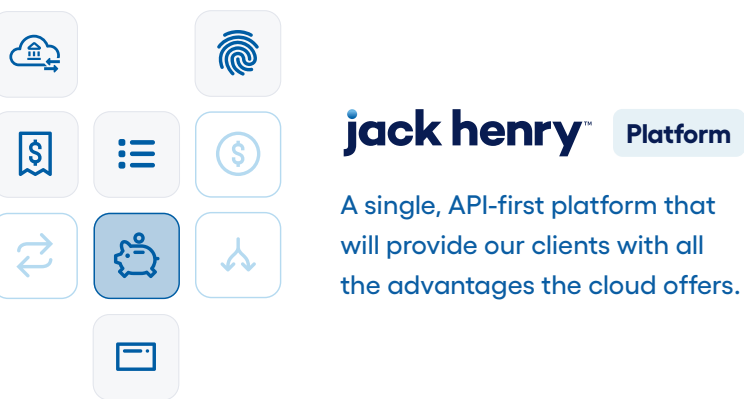 jack henry™ Platform
A single, API-first platform that
will provide our clients with all
the advantages the cloud offers.